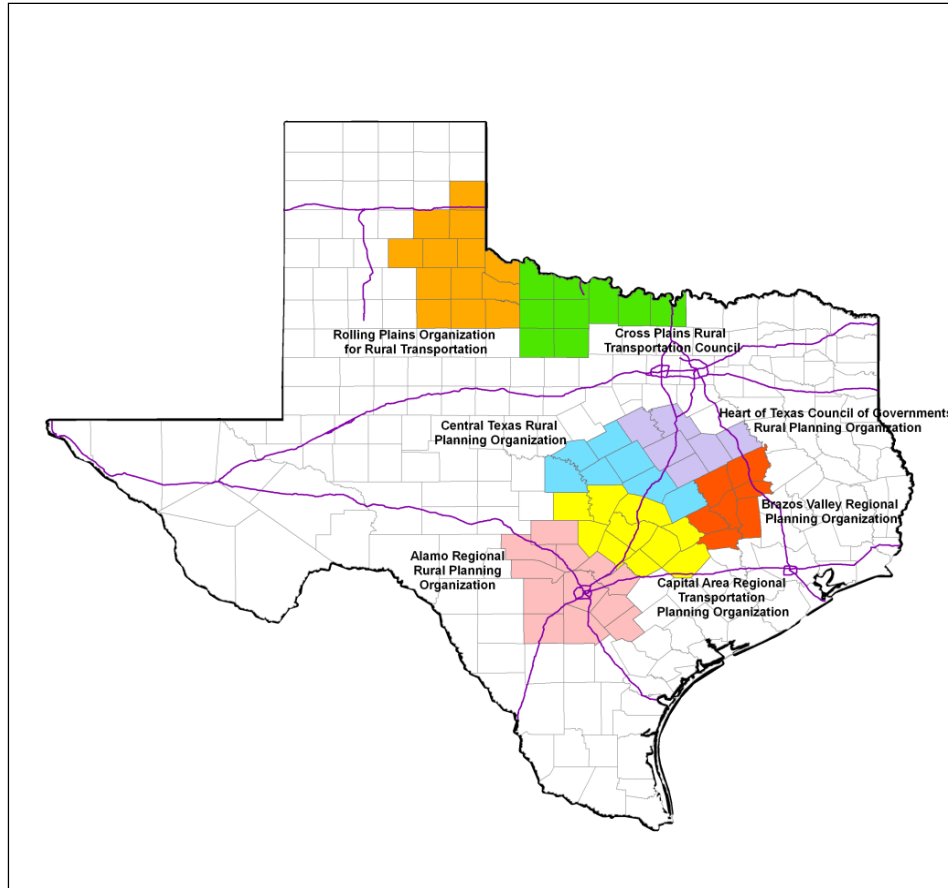 Rolling Plains Organization
for Rural Transportation
Cross Plains Rural
Transportation Council
Central Texas Rural
Planning Organization
Heart of Texas Council of Governments
Rural Planning Organization
Brazos Valley Regional
Planning Organization
Alamo Regional
Rural Planning
Organization
Capital Area Regional
Transportation
Planning Organization